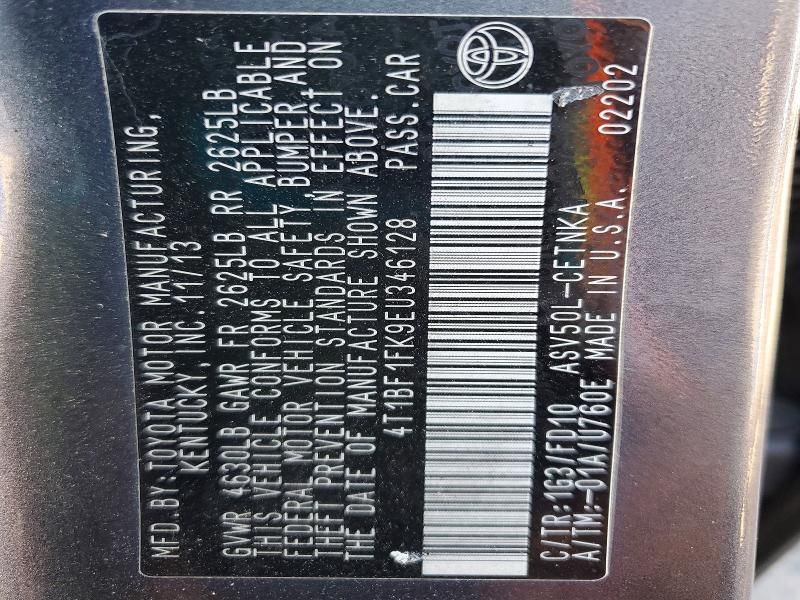 MFD.BY:TOYOTA MOTOR MANUFACTURING,
KENTUCKY, INC. 11/13
GVWR 4630LB GAWR FR 2625LB RR 2625LB
THIS VEHICLE CONFORMS TO ALL APPLICABLE
FEDERAL MOTOR VEHICLE SAFETY, BUMPER, AND
THEFT PREVENTION STANDARDS IN EFFECT ON
THE DATE OF MANUFACTURE SHOWN ABOVE.
4T1BF1FK9EU346128 PASS.CAR
C/TR:1G3/FD10 ASV50L-CETNKA 02202
A/TM:-01A/U760E MADE IN U.S.A.